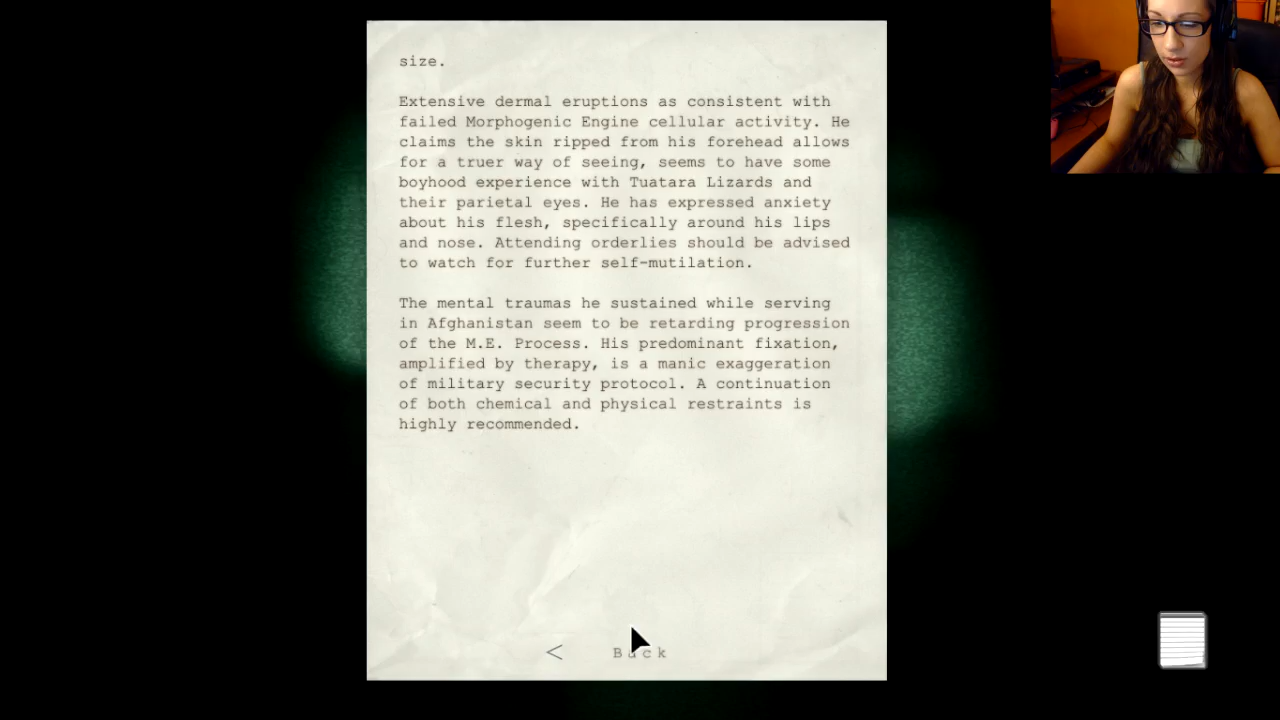 size.
Extensive dermal eruptions as consistent with
failed Morphogenic Engine cellular activity. He
claims the skin ripped from his forehead allows
for a truer way of seeing, seems to have some
boyhood experience with Tuatara Lizards and
their parietal eyes. He has expressed anxiety
about his flesh, specifically around his lips
and nose. Attending orderlies should be advised
to watch for further self-mutilation.
The mental traumas he sustained while serving
in Afghanistan seem to be retarding progression
of the M.E. Process. His predominant fixation,
amplified by therapy, is a manic exaggeration
of military security protocol. A continuation
of both chemical and physical restraints is
highly recommended.
< Back